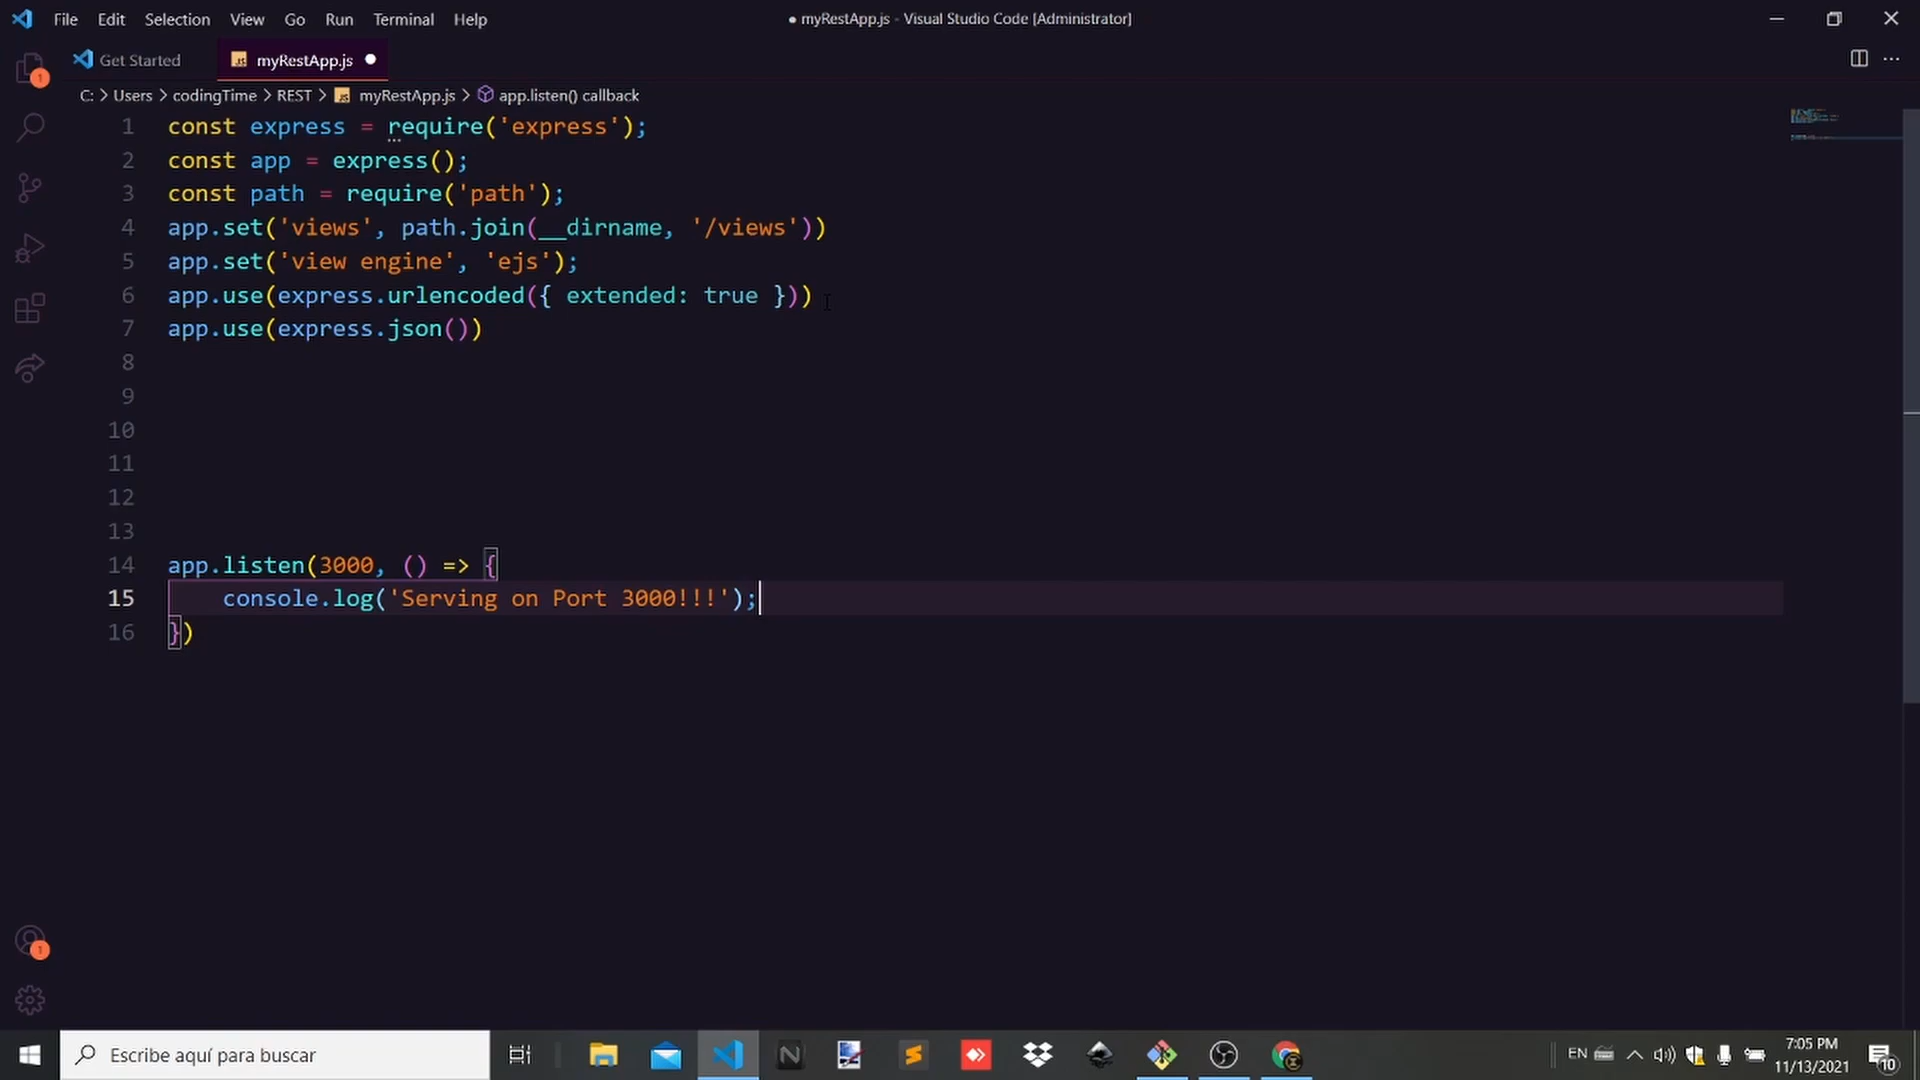 File Edit Selection View Go Run Terminal Help
● myRestApp.js - Visual Studio Code [Administrator]
Get Started
myRestApp.js
C: > Users > codingTime > REST > myRestApp.js > app.listen() callback
1 const express = require('express');
2 const app = express();
3 const path = require('path');
4 app.set('views', path.join(__dirname, '/views'))
5 app.set('view engine', 'ejs');
6 app.use(express.urlencoded({ extended: true }))
7 app.use(express.json())
8
9
10
11
12
13
14 app.listen(3000, () => {
15 console.log('Serving on Port 3000!!!');
16 })
1
1
Escribe aquí para buscar
EN
7:05 PM
11/13/2021
10